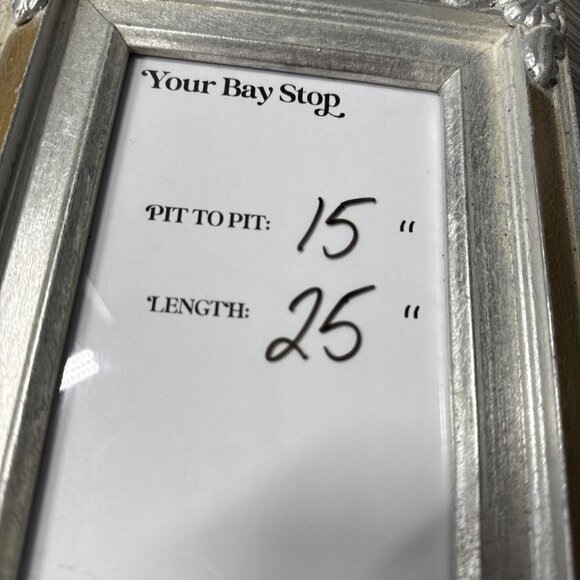 Your Bay Stop
PIT TO PIT: 15 "
LENGTH: 25 "